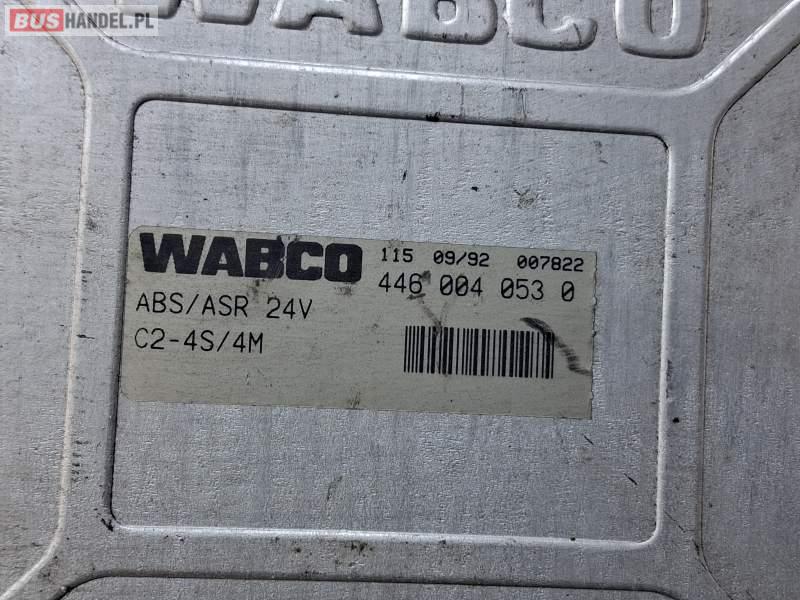 BUSHANDEL.PL
WABCO
WABCO 115 09/92 007822
446 004 053 0
ABS/ASR 24V
C2-4S/4M